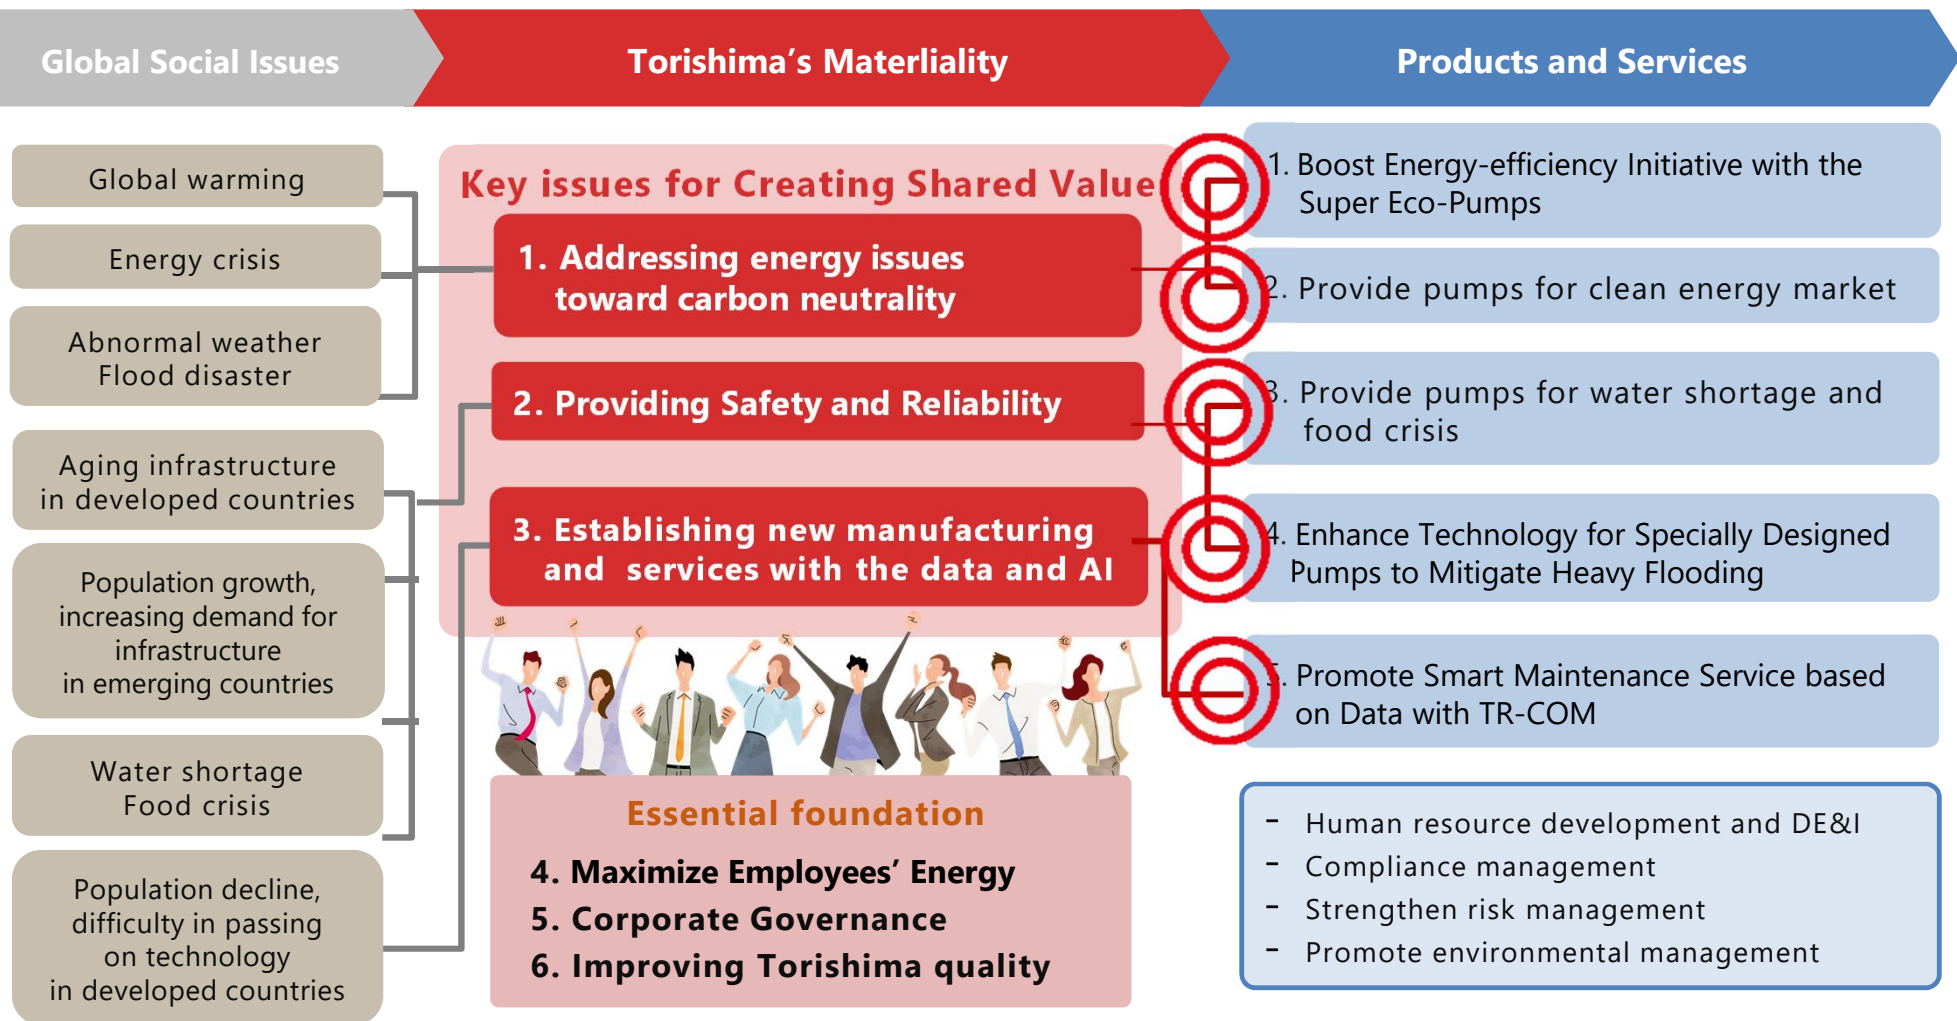 Global Social Issues
Torishima’s Materliality
Products and Services
Global warming
Energy crisis
Abnormal weather
Flood disaster
Aging infrastructure
in developed countries
Population growth,
increasing demand for
infrastructure
in emerging countries
Water shortage
Food crisis
Population decline,
difficulty in passing
on technology
in developed countries
Key issues for Creating Shared Value
1. Addressing energy issues
toward carbon neutrality
2. Providing Safety and Reliability
3. Establishing new manufacturing
and services with the data and AI
Essential foundation
4. Maximize Employees’ Energy
5. Corporate Governance
6. Improving Torishima quality
1. Boost Energy-efficiency Initiative with the
Super Eco-Pumps
2. Provide pumps for clean energy market
3. Provide pumps for water shortage and
food crisis
4. Enhance Technology for Specially Designed
Pumps to Mitigate Heavy Flooding
5. Promote Smart Maintenance Service based
on Data with TR-COM
- Human resource development and DE&I
- Compliance management
- Strengthen risk management
- Promote environmental management